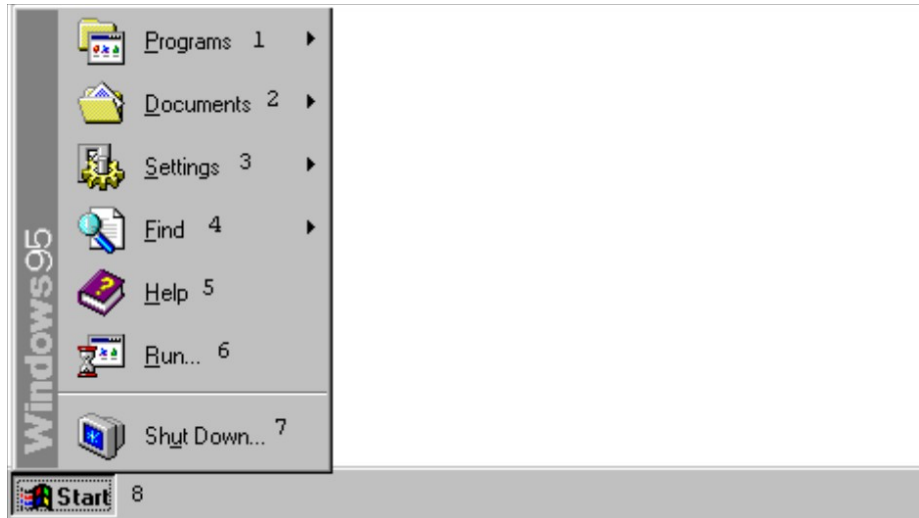 Programs 1
Documents 2
Settings 3
Find 4
Help 5
Run... 6
Shut Down... 7
Windows95
Start 8